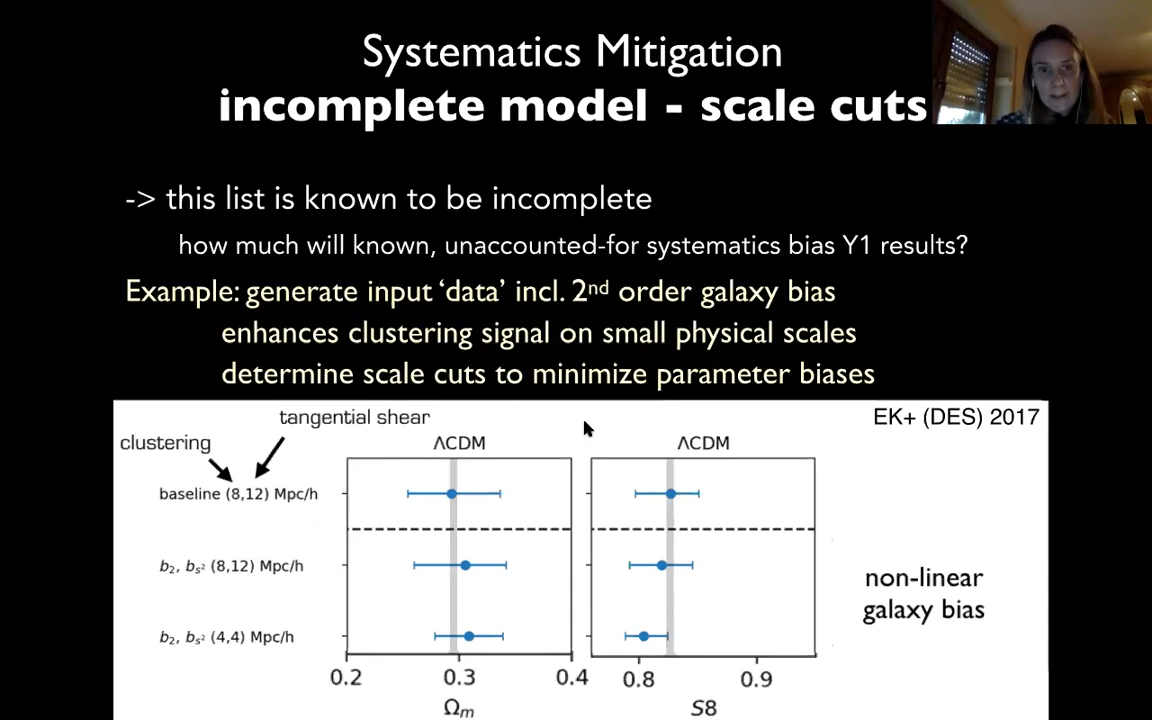 Systematics Mitigation
incomplete model - scale cuts
-> this list is known to be incomplete
how much will known, unaccounted-for systematics bias Y1 results?
Example: generate input ‘data’ incl. 2nd order galaxy bias
enhances clustering signal on small physical scales
determine scale cuts to minimize parameter biases
tangential shear
EK+ (DES) 2017
clustering
ΛCDM
ΛCDM
baseline (8,12) Mpc/h
b₂, bₛ² (8,12) Mpc/h
non-linear
galaxy bias
b₂, bₛ² (4,4) Mpc/h
0.2 0.3 0.4 0.8 0.9
Ωₘ S8